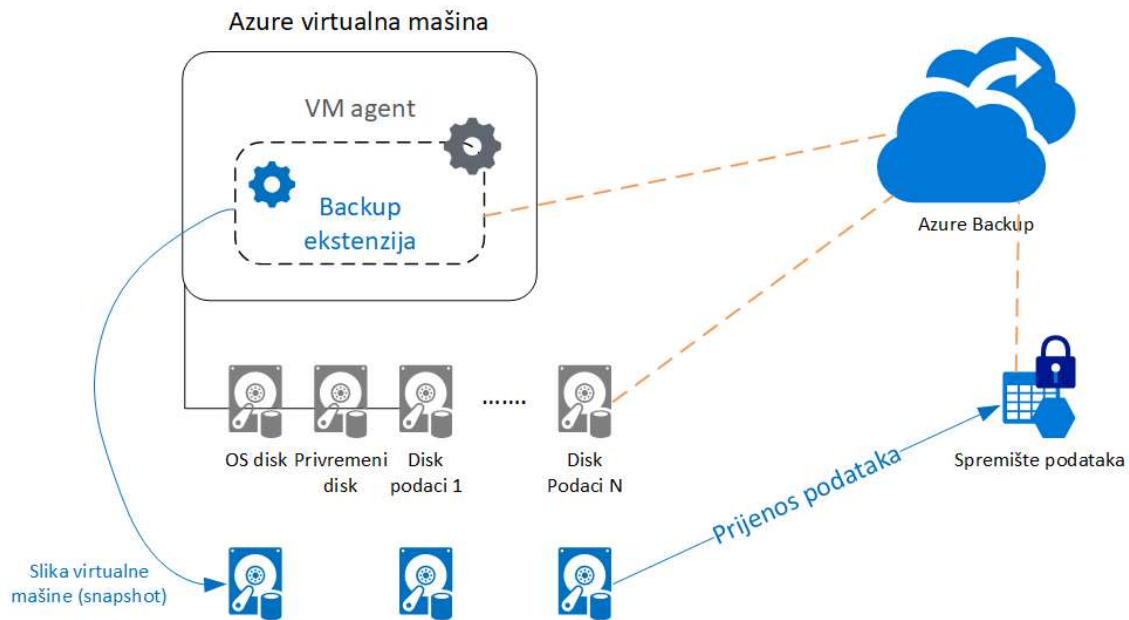 Azure virtualna mašina
VM agent
Backup
ekstenzija
Azure Backup
OS disk
Privremeni
disk
Disk
podaci 1
.......
Disk
Podaci N
Spremište podataka
Prijenos podataka
Slika virtualne
mašine (snapshot)